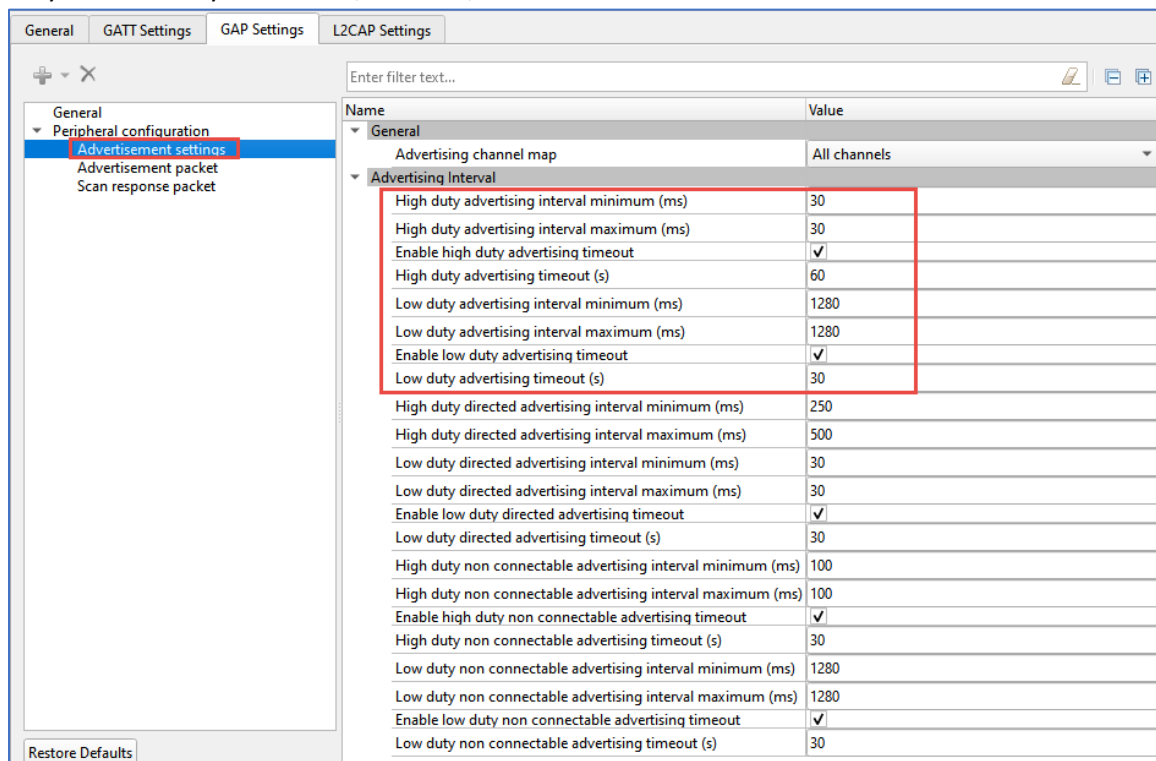 General GATT Settings GAP Settings L2CAP Settings
Enter filter text...
General
Peripheral configuration
Advertisement settings
Advertisement packet
Scan response packet
Name Value
General
Advertising channel map All channels
Advertising Interval
High duty advertising interval minimum (ms) 30
High duty advertising interval maximum (ms) 30
Enable high duty advertising timeout
High duty advertising timeout (s) 60
Low duty advertising interval minimum (ms) 1280
Low duty advertising interval maximum (ms) 1280
Enable low duty advertising timeout
Low duty advertising timeout (s) 30
High duty directed advertising interval minimum (ms) 250
High duty directed advertising interval maximum (ms) 500
Low duty directed advertising interval minimum (ms) 30
Low duty directed advertising interval maximum (ms) 30
Enable low duty directed advertising timeout
Low duty directed advertising timeout (s) 30
High duty non connectable advertising interval minimum (ms) 100
High duty non connectable advertising interval maximum (ms) 100
Enable high duty non connectable advertising timeout
High duty non connectable advertising timeout (s) 30
Low duty non connectable advertising interval minimum (ms) 1280
Low duty non connectable advertising interval maximum (ms) 1280
Enable low duty non connectable advertising timeout
Low duty non connectable advertising timeout (s) 30
Restore Defaults